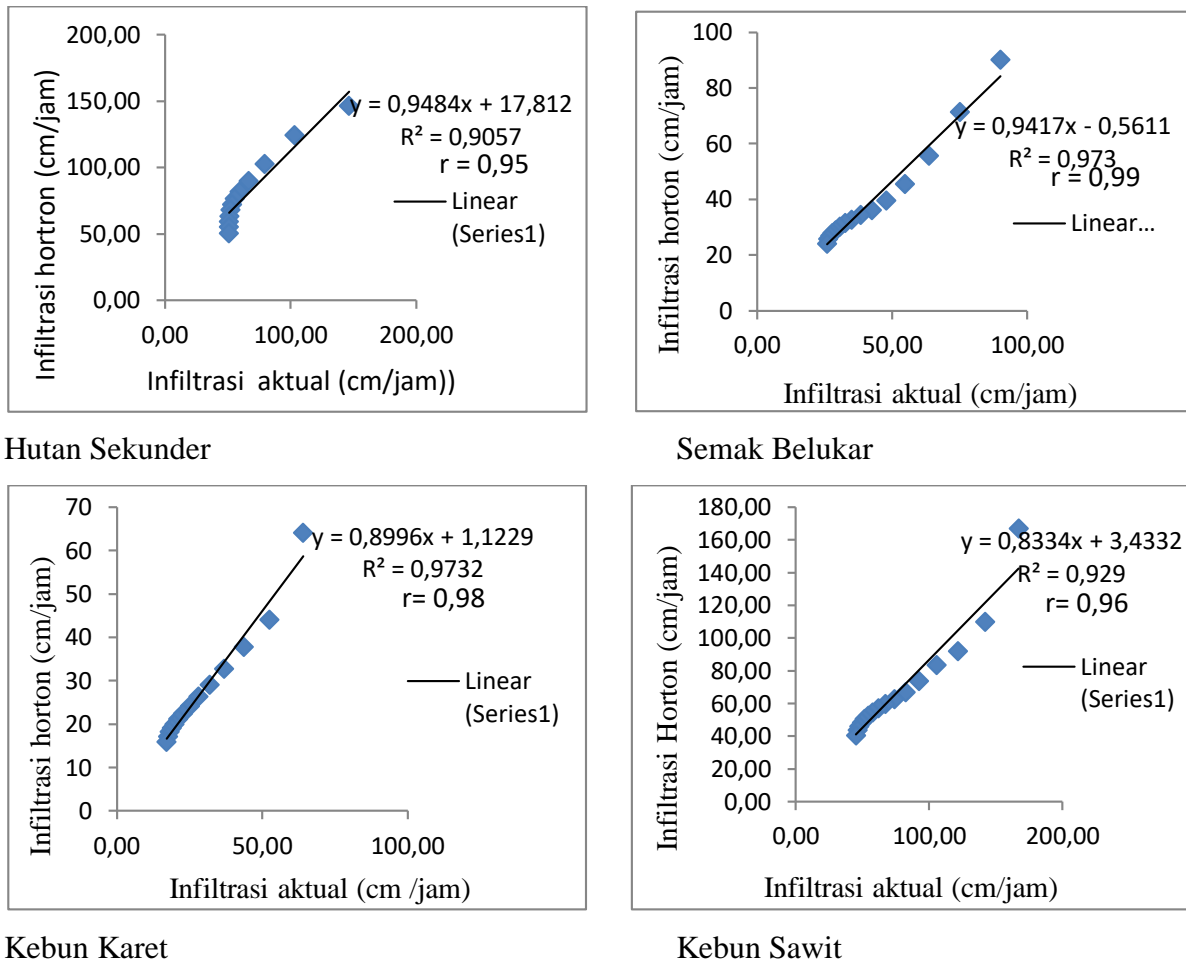 200,00
150,00
100,00
50,00
0,00
Infiltrasi hortron (cm/jam)
y = 0,9484x + 17,812
R² = 0,9057
r = 0,95
Linear
(Series1)
0,00 100,00 200,00
Infiltrasi aktual (cm/jam))
Hutan Sekunder
100
80
60
40
20
0
Infiltrasi horton (cm/jam)
y = 0,9417x - 0,5611
R² = 0,973
r = 0,99
Linear...
0,00 50,00 100,00
Infiltrasi aktual (cm/jam)
Semak Belukar
70
60
50
40
30
20
10
0
Infiltrasi horton (cm/jam)
y = 0,8996x + 1,1229
R² = 0,9732
r= 0,98
Linear
(Series1)
0,00 50,00 100,00
Infiltrasi aktual (cm /jam)
Kebun Karet
180,00
160,00
140,00
120,00
100,00
80,00
60,00
40,00
20,00
0,00
Infiltrasi Horton (cm/jam)
y = 0,8334x + 3,4332
R² = 0,929
r= 0,96
Linear
(Series1)
0,00 100,00 200,00
Infiltrasi aktual (cm/jam)
Kebun Sawit